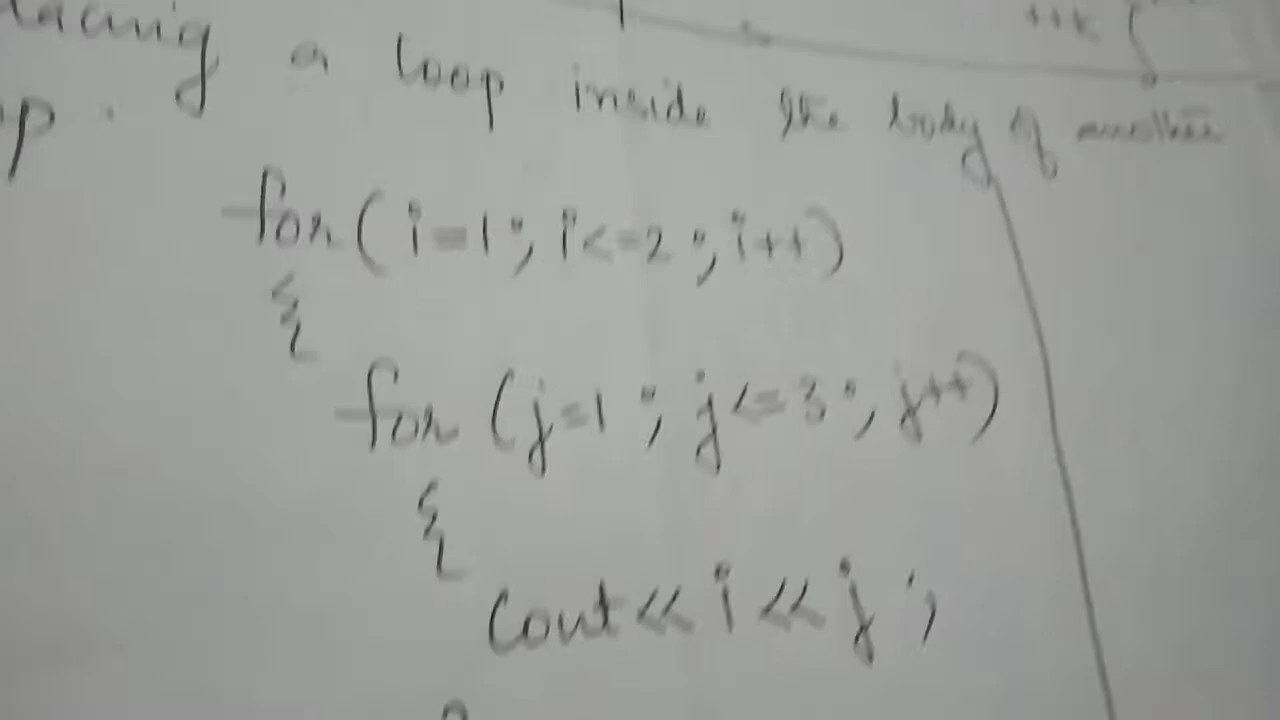 ++k
a loop inside the body of another
for(i=1; i<=2; i++)
{
for (j=1; j<=3; j++)
{
cout<<i<<j;